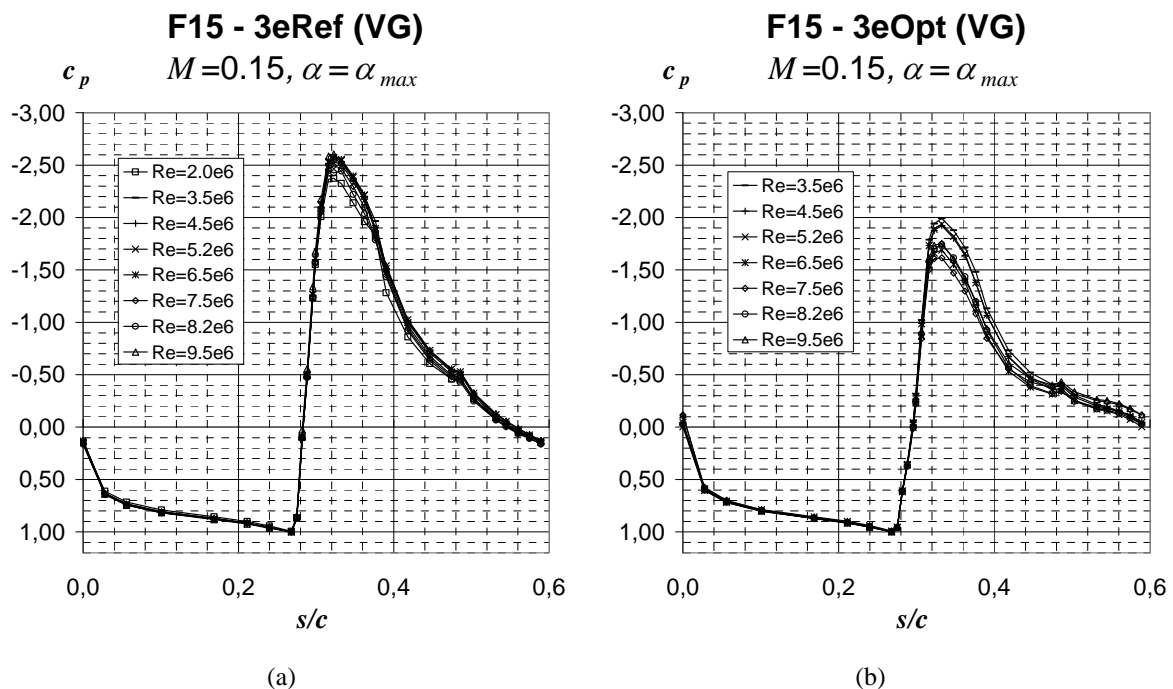 F15 - 3eRef (VG)
M=0.15, α=α max
c p
-3,00
-2,50
-2,00
-1,50
-1,00
-0,50
0,00
0,50
1,00
Re=2.0e6
Re=3.5e6
Re=4.5e6
Re=5.2e6
Re=6.5e6
Re=7.5e6
Re=8.2e6
Re=9.5e6
0,0
0,2
0,4
0,6
s/c
(a)
F15 - 3eOpt (VG)
M=0.15, α=α max
c p
-3,00
-2,50
-2,00
-1,50
-1,00
-0,50
0,00
0,50
1,00
Re=3.5e6
Re=4.5e6
Re=5.2e6
Re=6.5e6
Re=7.5e6
Re=8.2e6
Re=9.5e6
0,0
0,2
0,4
0,6
s/c
(b)